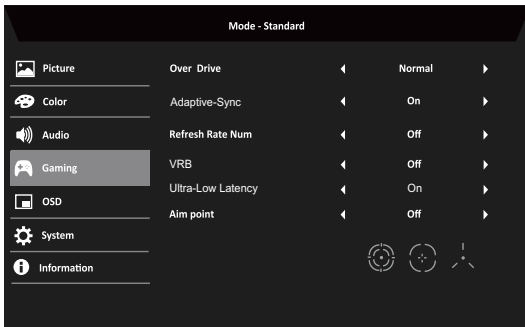 Mode - Standard
Picture
Over Drive Normal
Color
Adaptive-Sync On
Audio
Refresh Rate Num Off
Gaming
VRB Off
Ultra-Low Latency On
OSD
Aim point Off
System
Information